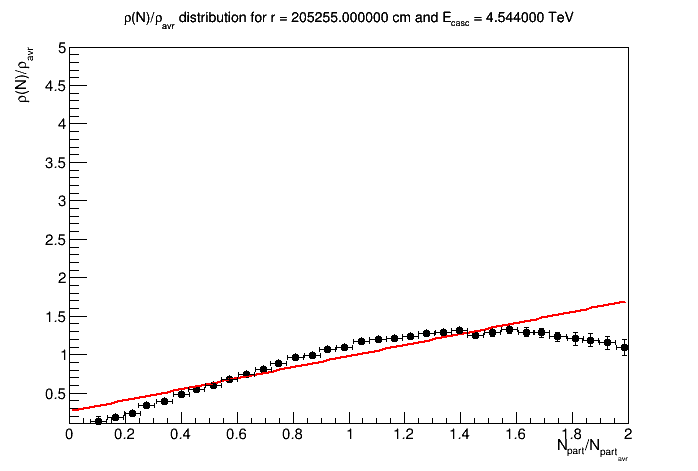 ρ(N)/ρavr distribution for r = 205255.000000 cm and Ecasc = 4.544000 TeV
ρ(N)/ρavr
5
4.5
4
3.5
3
2.5
2
1.5
1
0.5
0 0.2 0.4 0.6 0.8 1 1.2 1.4 1.6 1.8 2
Npart/Npartavr